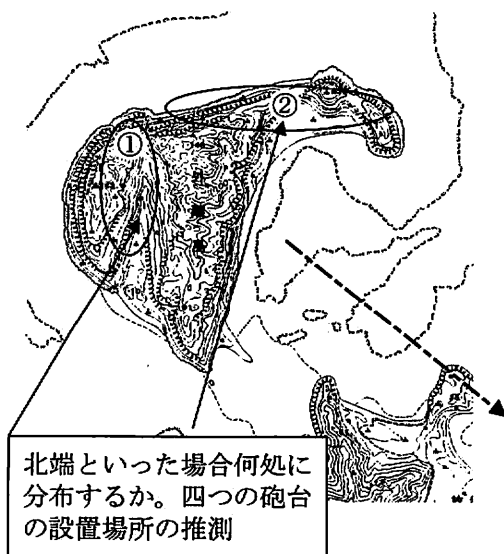 ①
②
北端といった場合何処に
分布するか。四つの砲台
の設置場所の推測